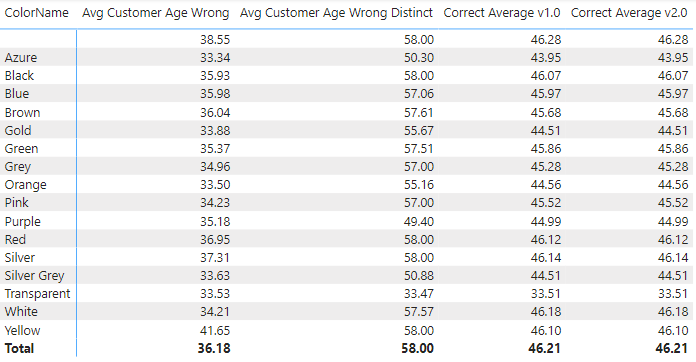 ColorName Avg Customer Age Wrong Avg Customer Age Wrong Distinct Correct Average v1.0 Correct Average v2.0
38.55 58.00 46.28 46.28
Azure 33.34 50.30 43.95 43.95
Black 35.93 58.00 46.07 46.07
Blue 35.98 57.06 45.97 45.97
Brown 36.04 57.61 45.68 45.68
Gold 33.88 55.67 44.51 44.51
Green 35.37 57.51 45.86 45.86
Grey 34.96 57.00 45.28 45.28
Orange 33.50 55.16 44.56 44.56
Pink 34.23 57.00 45.52 45.52
Purple 35.18 49.40 44.99 44.99
Red 36.95 58.00 46.12 46.12
Silver 37.31 58.00 46.14 46.14
Silver Grey 33.63 50.88 44.51 44.51
Transparent 33.53 33.47 33.51 33.51
White 34.21 57.57 46.18 46.18
Yellow 41.65 58.00 46.10 46.10
Total 36.18 58.00 46.21 46.21